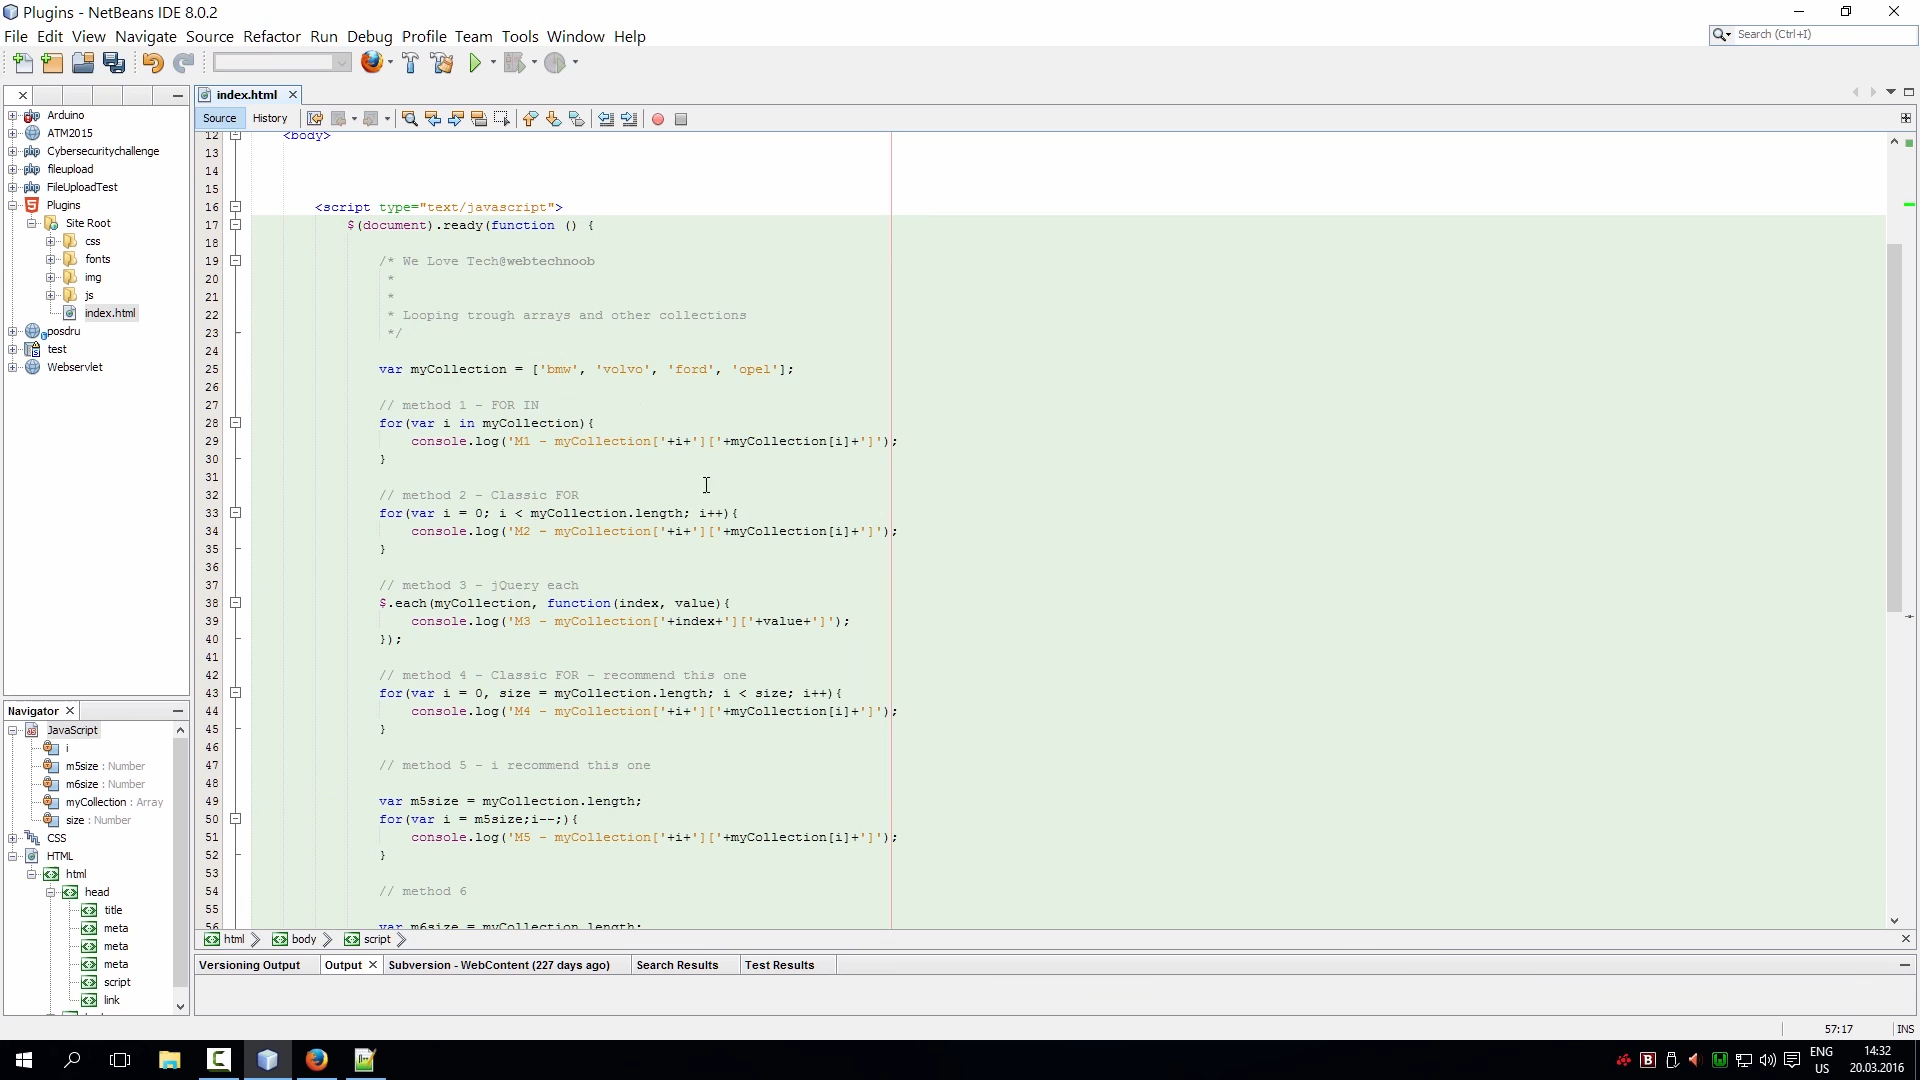 Plugins - NetBeans IDE 8.0.2
File Edit View Navigate Source Refactor Run Debug Profile Team Tools Window Help
Search (Ctrl+I)
index.html
Source History
Arduino
ATM2015
Cybersecuritychallenge
fileupload
FileUploadTest
Plugins
Site Root
css
fonts
img
js
index.html
posdru
test
Webservlet
Navigator
JavaScript
i
m5size : Number
m6size : Number
myCollection : Array
size : Number
CSS
HTML
html
head
title
meta
meta
meta
script
link
12 <body>
13
14
15
16 <script type="text/javascript">
17 $(document).ready(function () {
18
19 /* We Love Tech@webtechnoob
20 *
21 *
22 * Looping trough arrays and other collections
23 */
24
25 var myCollection = ['bmw', 'volvo', 'ford', 'opel'];
26
27 // method 1 - FOR IN
28 for(var i in myCollection){
29 console.log('M1 - myCollection['+i+']['+myCollection[i]+']');
30 }
31
32 // method 2 - Classic FOR
33 for(var i = 0; i < myCollection.length; i++){
34 console.log('M2 - myCollection['+i+']['+myCollection[i]+']');
35 }
36
37 // method 3 - jQuery each
38 $.each(myCollection, function(index, value){
39 console.log('M3 - myCollection['+index+']['+value+']');
40 });
41
42 // method 4 - Classic FOR - recommend this one
43 for(var i = 0, size = myCollection.length; i < size; i++){
44 console.log('M4 - myCollection['+i+']['+myCollection[i]+']');
45 }
46
47 // method 5 - i recommend this one
48
49 var m5size = myCollection.length;
50 for(var i = m5size;i--;){
51 console.log('M5 - myCollection['+i+']['+myCollection[i]+']');
52 }
53
54 // method 6
55
56 var m6size = myCollection.length;
html body script
Versioning Output Output Subversion - WebContent (227 days ago) Search Results Test Results
57:17 INS
ENG
US
14:32
20.03.2016